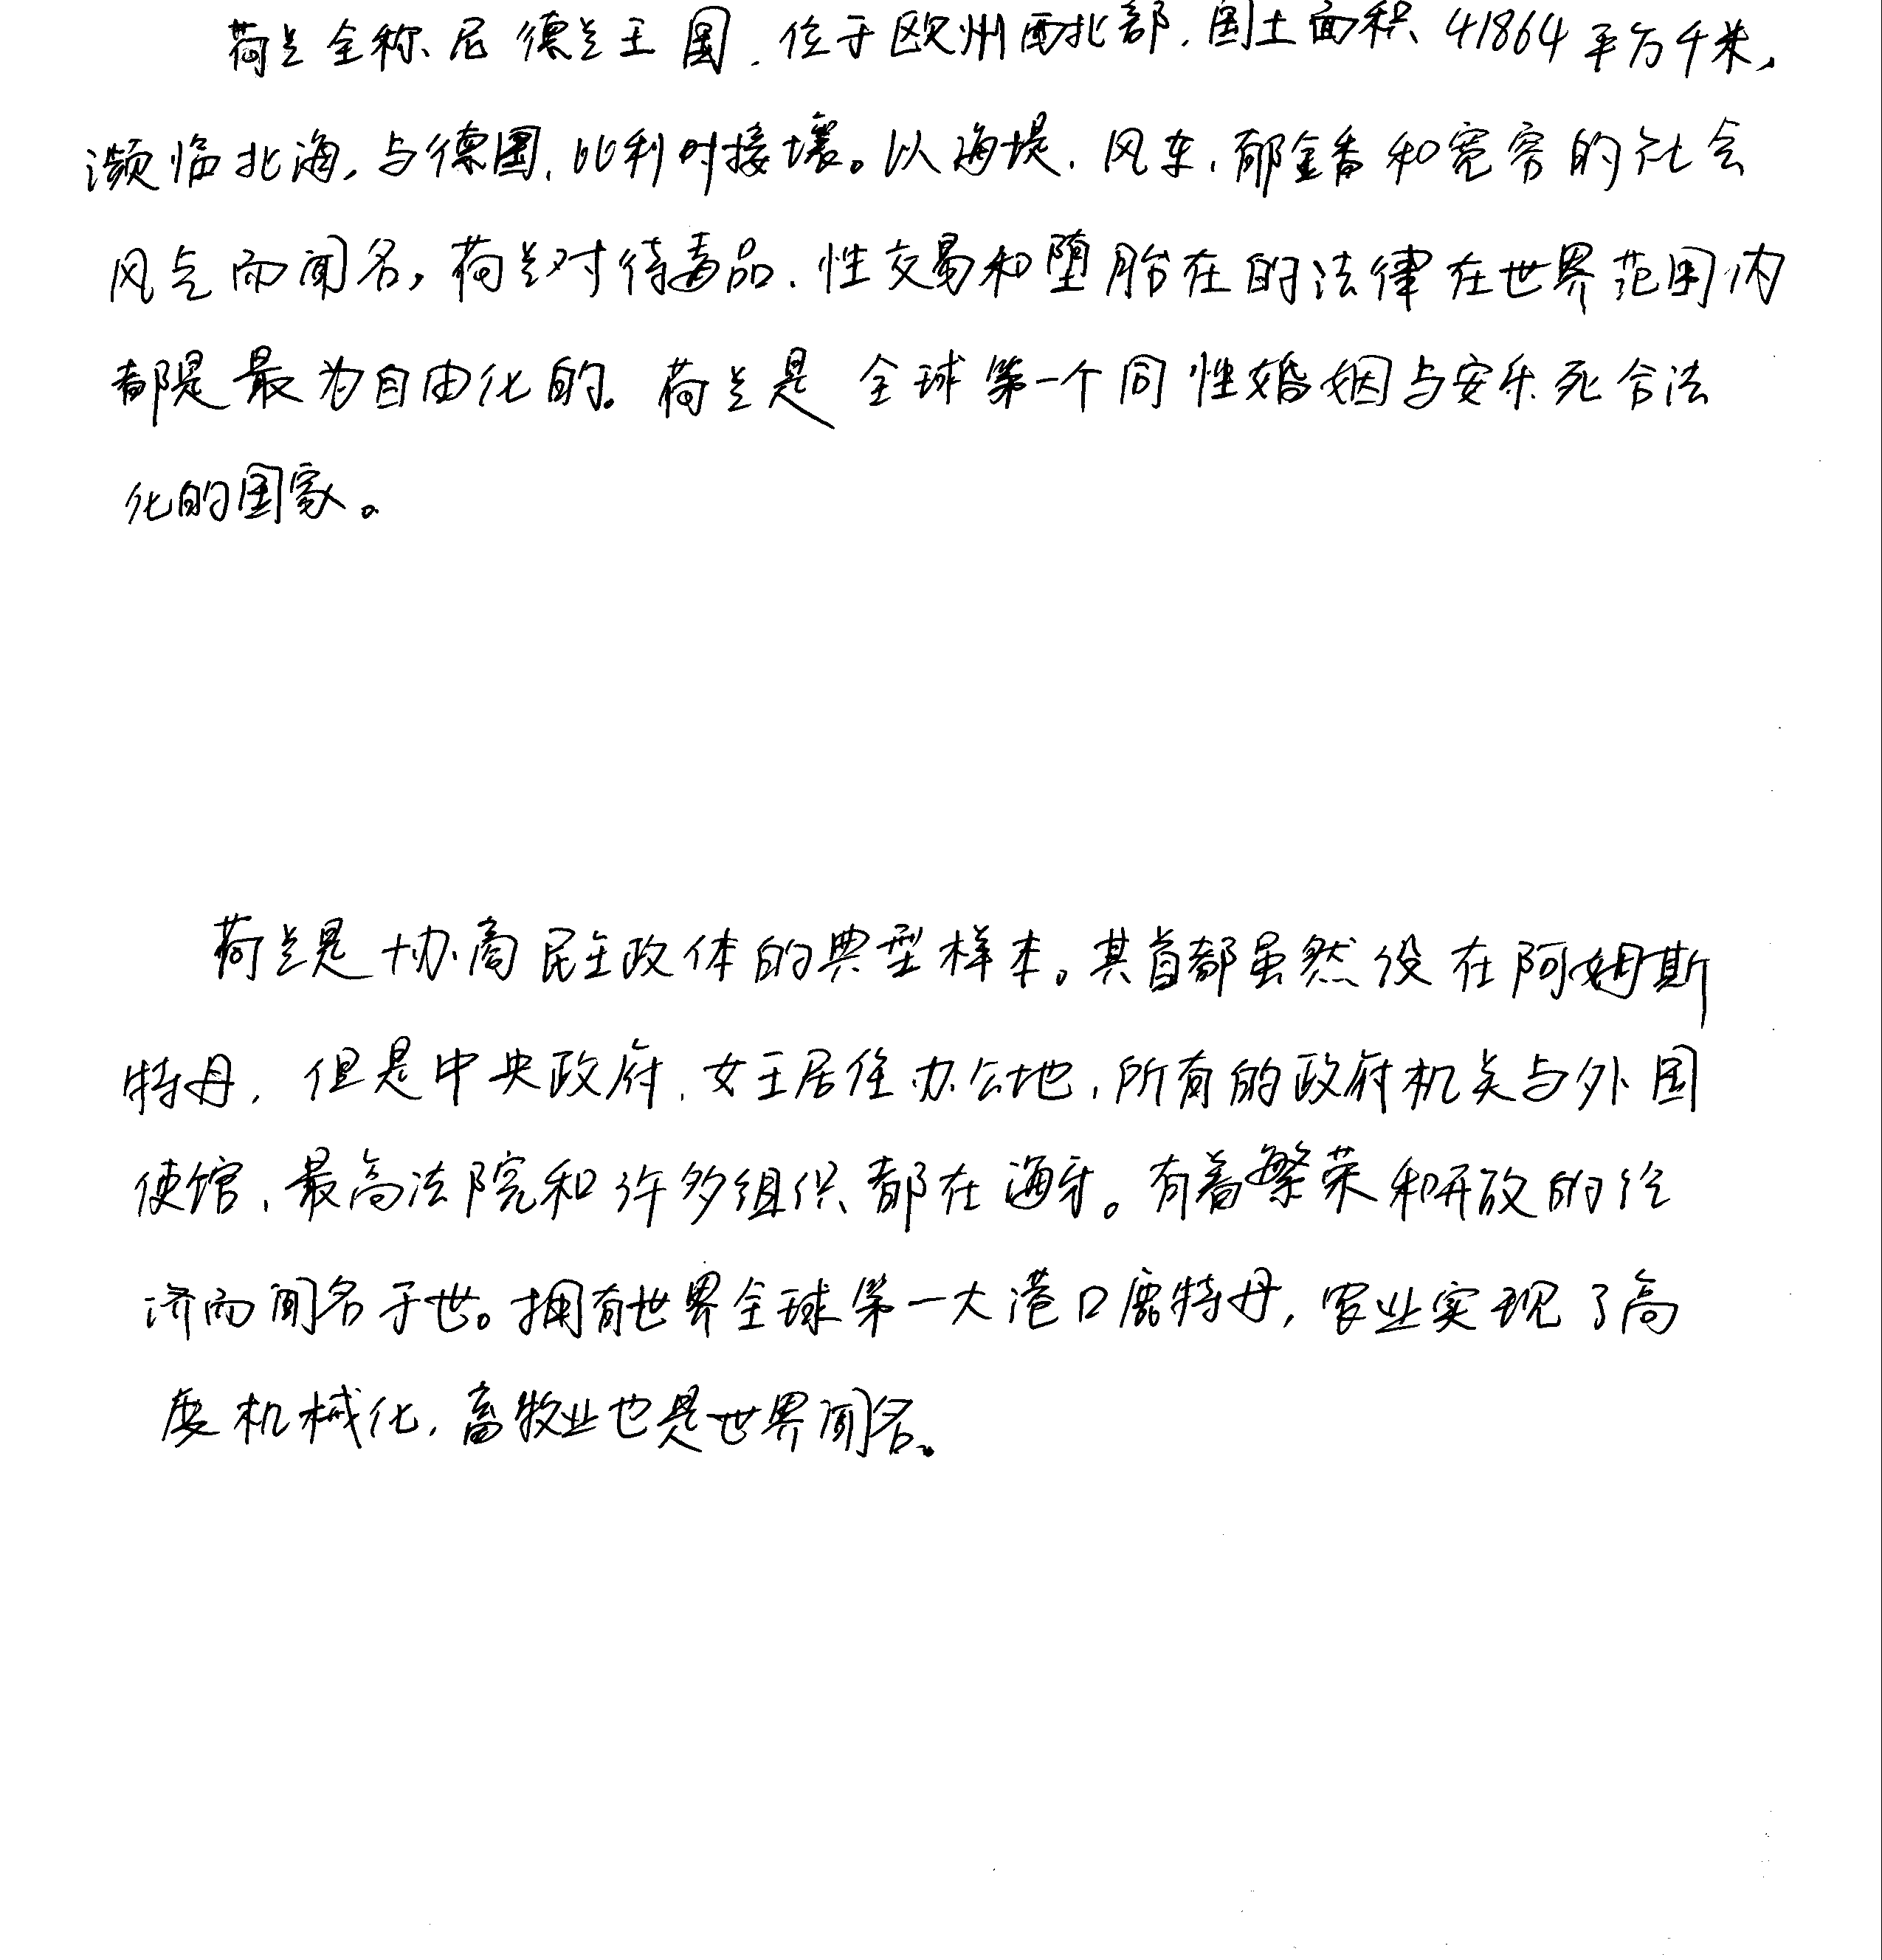 荷兰全称尼德兰王国，位于欧州西北部，国土面积41864平方千米，
濒临北海，与德国、比利时接壤。以海堤、风车、郁金香和宽容的社会
风气而闻名，荷兰对待毒品、性交易和堕胎在的法律在世界范围内
都是最为自由化的。荷兰是全球第一个同性婚姻与安乐死合法
化的国家。
荷兰是协商民主政体的典型样本。其首都虽然设在阿姆斯
特丹，但是中央政府、女王居住办公地、所有的政府机关与外国
使馆、最高法院和许多组织都在海牙。有着繁荣和开放的经
济而闻名于世。拥有世界全球第一大港口鹿特丹，农业实现了高
度机械化，畜牧业也是世界闻名。